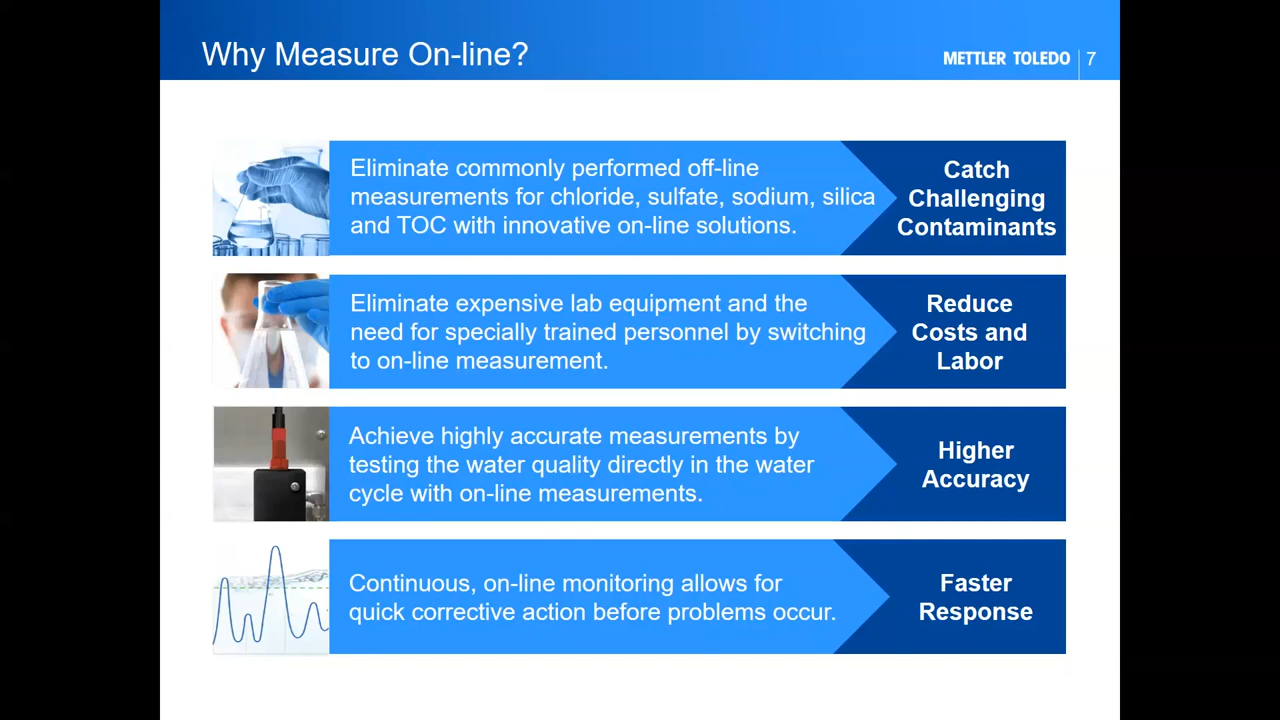 Why Measure On-line?
METTLER TOLEDO 7
Eliminate commonly performed off-line
measurements for chloride, sulfate, sodium, silica
and TOC with innovative on-line solutions.
Catch
Challenging
Contaminants
Eliminate expensive lab equipment and the
need for specially trained personnel by switching
to on-line measurement.
Reduce
Costs and
Labor
Achieve highly accurate measurements by
testing the water quality directly in the water
cycle with on-line measurements.
Higher
Accuracy
Continuous, on-line monitoring allows for
quick corrective action before problems occur.
Faster
Response